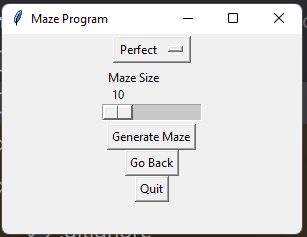 Maze Program
Perfect
Maze Size
10
Generate Maze
Go Back
Quit